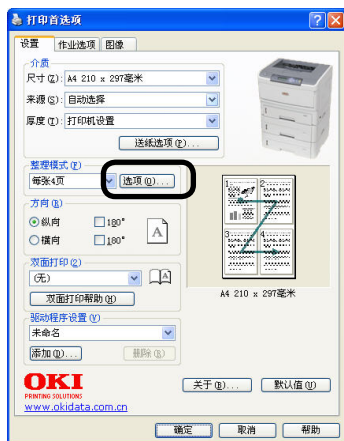 打印首选项
设置 作业选项 图像
介质
尺寸(Z): A4 210 x 297毫米
来源(S): 自动选择
厚度(T): 打印机设置
送纸选项(P)...
整理模式(F)
每张4页 选项(O)...
方向(R)
纵向 180°
横向 180°
A
1 2
3 4
A4 210 x 297毫米
双面打印(2)
(无)
A
双面打印帮助(H)
驱动程序设置(V)
未命名
添加(D)... 删除(R)
OKI
PRINTING SOLUTIONS
www.okidata.com.cn
关于(B)... 默认值(U)
确定 取消 帮助